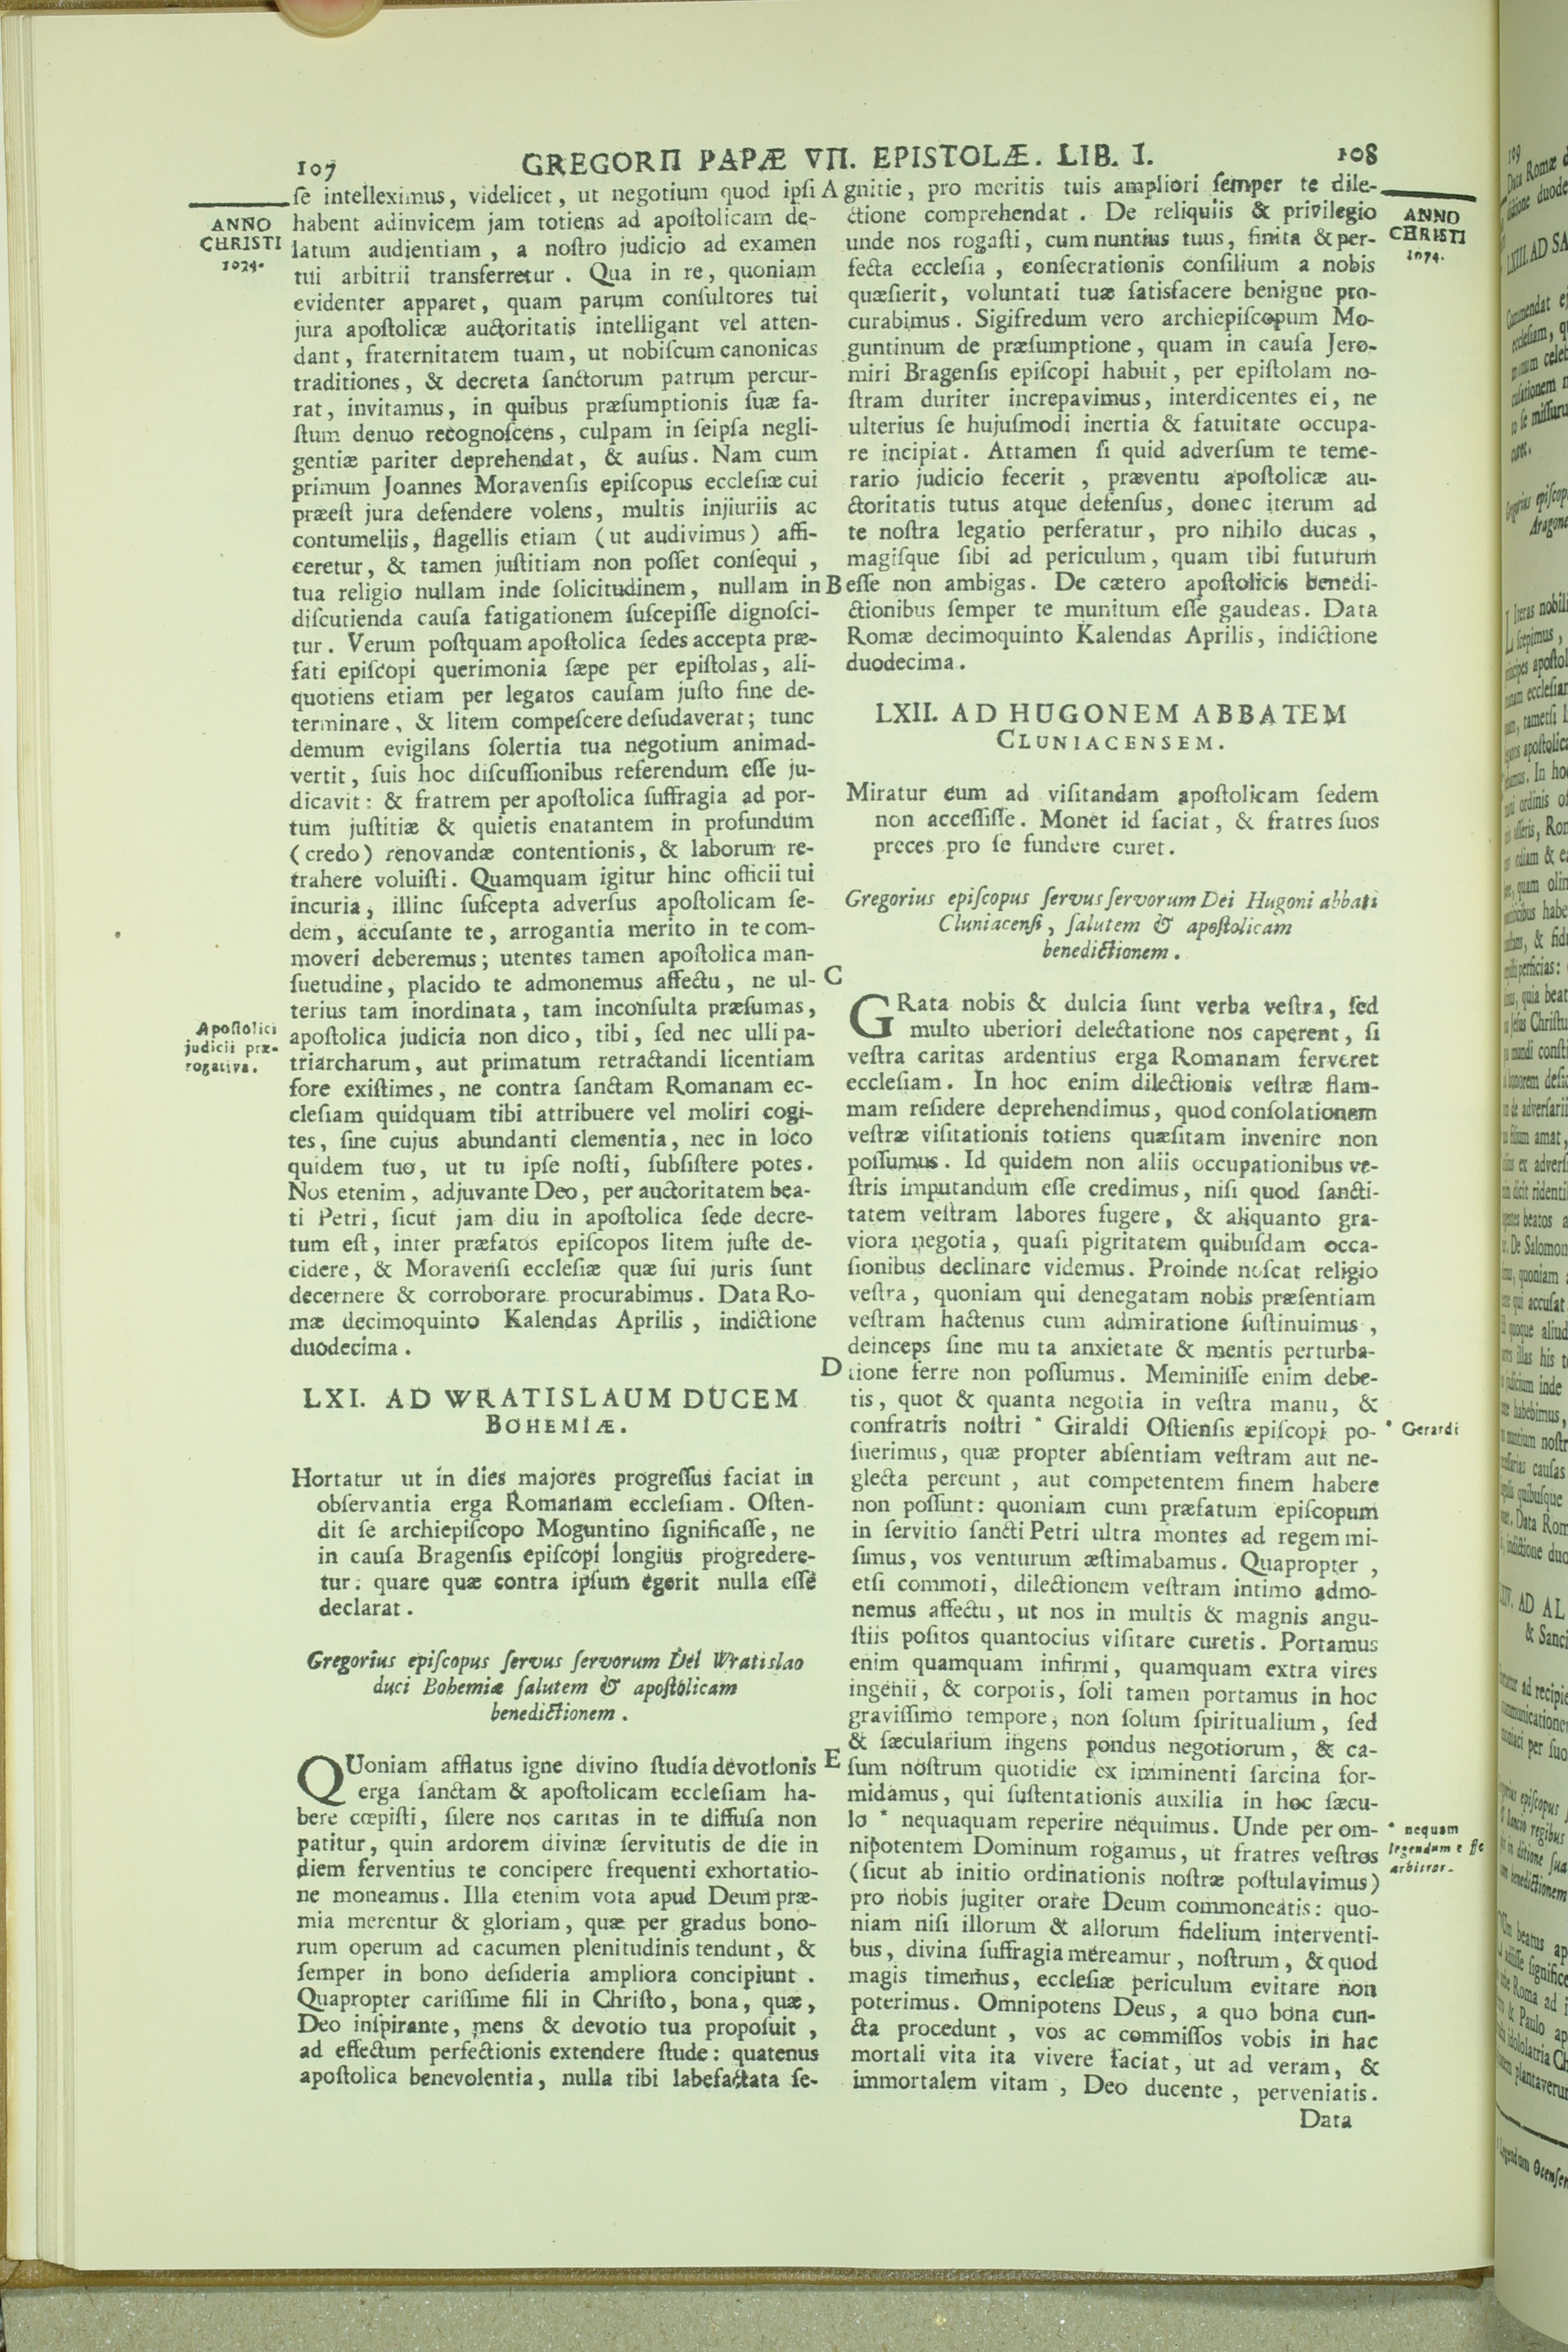 107
GREGORII PAPÆ VII. EPISTOLÆ. LIB. I.
108
ANNO
CHRISTI
1074.
ſe intelleximus, videlicet, ut negotium quod ipſi
habent adinvicem jam totiens ad apoſtolicam de-
latum audientiam, a noſtro judicio ad examen
tui arbitrii transferretur. Qua in re, quoniam
evidenter apparet, quam parum conſultores tui
jura apoſtolicæ auctoritatis intelligant vel atten-
dant, fraternitatem tuam, ut nobiſcum canonicas
traditiones, & decreta ſanctorum patrum percur-
rat, invitamus, in quibus præſumptionis ſuæ fa-
ſtum denuo recognoſcens, culpam in ſeipſa negli-
gentiæ pariter deprehendat, & auſus. Nam cum
primum Joannes Moravenſis epiſcopus eccleſiæ cui
præeſt jura defendere volens, multis injuriis ac
contumeliis, flagellis etiam (ut audivimus) affi-
ceretur, & tamen juſtitiam non poſſet conſequi,
tua religio nullam inde ſolicitudinem, nullam in
diſcutienda cauſa fatigationem ſuſcepiſſe dignoſci-
tur. Verum poſtquam apoſtolica ſedes accepta præ-
fati epiſcopi querimonia ſæpe per epiſtolas, ali-
quotiens etiam per legatos cauſam juſto fine de-
terminare, & litem compeſcere deſudaverat; tunc
demum evigilans ſolertia tua negotium animad-
vertit, ſuis hoc diſcuſſionibus referendum eſſe ju-
dicavit: & fratrem per apoſtolica ſuffragia ad por-
tum juſtitiæ & quietis enatantem in profundum
(credo) renovandæ contentionis, & laborum re-
trahere voluiſti. Quamquam igitur hinc officii tui
incuria, illinc ſuſcepta adverſus apoſtolicam ſe-
dem, accuſante te, arrogantia merito in te com-
moveri deberemus; utentes tamen apoſtolica man-
ſuetudine, placido te admonemus affectu, ne ul-
terius tam inordinata, tam inconſulta præſumas,
apoſtolica judicia non dico, tibi, ſed nec ulli pa-
triarcharum, aut primatum retractandi licentiam
fore exiſtimes, ne contra ſanctam Romanam ec-
cleſiam quidquam tibi attribuere vel moliri cogi-
tes, ſine cujus abundanti clementia, nec in loco
quidem tuo, ut tu ipſe noſti, ſubſiſtere potes.
Nos etenim, adjuvante Deo, per auctoritatem bea-
ti Petri, ſicut jam diu in apoſtolica ſede decre-
tum eſt, inter præfatos epiſcopos litem juſte de-
cidere, & Moravenſi eccleſiæ quæ ſui juris ſunt
decernere & corroborare procurabimus. Data Ro-
mæ decimoquinto Kalendas Aprilis, indictione
duodecima.
Apoſtolici
judicii præ-
rogativa.
LXI. AD WRATISLAUM DUCEM
BOHEMIÆ.
Hortatur ut in dies majores progreſſus faciat in
obſervantia erga Romanam eccleſiam. Oſten-
dit ſe archiepiſcopo Moguntino ſignificaſſe, ne
in cauſa Bragenſis epiſcopi longius progredere-
tur: quare quæ contra ipſum egerit nulla eſſe
declarat.
Gregorius epiſcopus ſervus ſervorum Dei Wratislao
duci Bohemiæ ſalutem & apoſtolicam
benedictionem.
QUoniam afflatus igne divino ſtudia devotionis
erga ſanctam & apoſtolicam eccleſiam ha-
bere cœpiſti, ſilere nos caritas in te diffuſa non
patitur, quin ardorem divinæ ſervitutis de die in
diem ferventius te concipere frequenti exhortatio-
ne moneamus. Illa etenim vota apud Deum præ-
mia merentur & gloriam, quæ per gradus bono-
rum operum ad cacumen plenitudinis tendunt, &
ſemper in bono deſideria ampliora concipiunt.
Quapropter cariſſime fili in Chriſto, bona, quæ,
Deo inſpirante, mens & devotio tua propoſuit,
ad effectum perfectionis extendere ſtude: quatenus
apoſtolica benevolentia, nulla tibi labefactata ſe-
A
B
C
D
E
gnitie, pro meritis tuis ampliori ſemper te dile-
ctione comprehendat. De reliquiis & privilegio
unde nos rogaſti, cum nuntius tuus, finita & per-
fecta eccleſia, conſecrationis conſilium a nobis
quæſierit, voluntati tuæ ſatisfacere benigne pro-
curabimus. Sigifredum vero archiepiſcopum Mo-
guntinum de præſumptione, quam in cauſa Jero-
miri Bragenſis epiſcopi habuit, per epiſtolam no-
ſtram duriter increpavimus, interdicentes ei, ne
ulterius ſe hujuſmodi inertia & fatuitate occupa-
re incipiat. Attamen ſi quid adverſum te teme-
rario judicio fecerit, præventu apoſtolicæ au-
ctoritatis tutus atque defenſus, donec iterum ad
te noſtra legatio perferatur, pro nihilo ducas,
magiſque ſibi ad periculum, quam tibi futurum
eſſe non ambigas. De cætero apoſtolicis benedi-
ctionibus ſemper te munitum eſſe gaudeas. Data
Romæ decimoquinto Kalendas Aprilis, indictione
duodecima.
ANNO
CHRISTI
1074.
LXII. AD HUGONEM ABBATEM
CLUNIACENSEM.
Miratur eum ad viſitandam apoſtolicam ſedem
non acceſſiſſe. Monet id faciat, & fratres ſuos
preces pro ſe fundere curet.
Gregorius epiſcopus ſervus ſervorum Dei Hugoni abbati
Cluniacenſi, ſalutem & apoſtolicam
benedictionem.
GRata nobis & dulcia ſunt verba veſtra, ſed
multo uberiori delectatione nos caperent, ſi
veſtra caritas ardentius erga Romanam ferveret
eccleſiam. In hoc enim dilectionis veſtræ flam-
mam reſidere deprehendimus, quod conſolationem
veſtræ viſitationis totiens quæſitam invenire non
poſſumus. Id quidem non aliis occupationibus ve-
ſtris imputandum eſſe credimus, niſi quod ſancti-
tatem veſtram labores fugere, & aliquanto gra-
viora negotia, quaſi pigritatem quibuſdam occa-
ſionibus declinare videmus. Proinde noſcat religio
veſtra, quoniam qui denegatam nobis præſentiam
veſtram hactenus cum admiratione ſuſtinuimus,
deinceps ſine mu ta anxietate & mentis perturba-
tione ferre non poſſumus. Meminiſſe enim debe-
tis, quot & quanta negotia in veſtra manu, &
confratris noſtri * Giraldi Oſtienſis epiſcopi po-
ſuerimus, quæ propter abſentiam veſtram aut ne-
glecta pereunt, aut competentem finem habere
non poſſunt: quoniam cum præfatum epiſcopum
in ſervitio ſancti Petri ultra montes ad regem mi-
ſimus, vos venturum æſtimabamus. Quapropter,
etſi commoti, dilectionem veſtram intimo admo-
nemus affectu, ut nos in multis & magnis angu-
ſtiis poſitos quantocius viſitare curetis. Portamus
enim quamquam infirmi, quamquam extra vires
ingenii, & corporis, ſoli tamen portamus in hoc
graviſſimo tempore, non ſolum ſpiritualium, ſed
& ſæcularium ingens pondus negotiorum, & ca-
ſum noſtrum quotidie ex imminenti ſarcina for-
midamus, qui ſuſtentationis auxilia in hoc ſæcu-
lo * nequaquam reperire nequimus. Unde per om-
nipotentem Dominum rogamus, ut fratres veſtros
(ſicut ab initio ordinationis noſtræ poſtulavimus)
pro nobis jugiter orare Deum commoneatis: quo-
niam niſi illorum & allorum fidelium interventi-
bus, divina ſuffragia mereamur, noſtrum, & quod
magis timemus, eccleſiæ periculum evitare non
poterimus. Omnipotens Deus, a quo bona cun-
cta procedunt, vos ac commiſſos vobis in hac
mortali vita ita vivere faciat, ut ad veram, &
immortalem vitam, Deo ducente, perveniatis.
Data
* Gerardi
* nequam
legendum eſſe
arbitror.